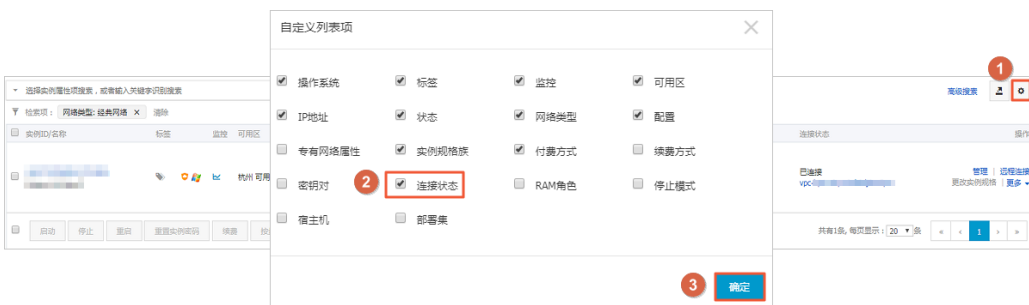 自定义列表项
操作系统 标签 监控 可用区
IP地址 状态 网络类型 配置
专有网络属性 实例规格族 付费方式 续费方式
密钥对 2 连接状态 RAM角色 停止模式
宿主机 部署集
3 确定
选择实例属性项搜索，或者输入关键字识别搜索
检索项： 网络类型: 经典网络 × 清除
实例ID/名称 标签 监控 可用区
杭州 可用
启动 停止 重启 重置实例密码 续费
1
高级搜索
连接状态 操作
已连接 管理 | 远程连接
vpc- 更改实例规格 | 更多
共有1条, 每页显示： 20 条 « ‹ 1 › »